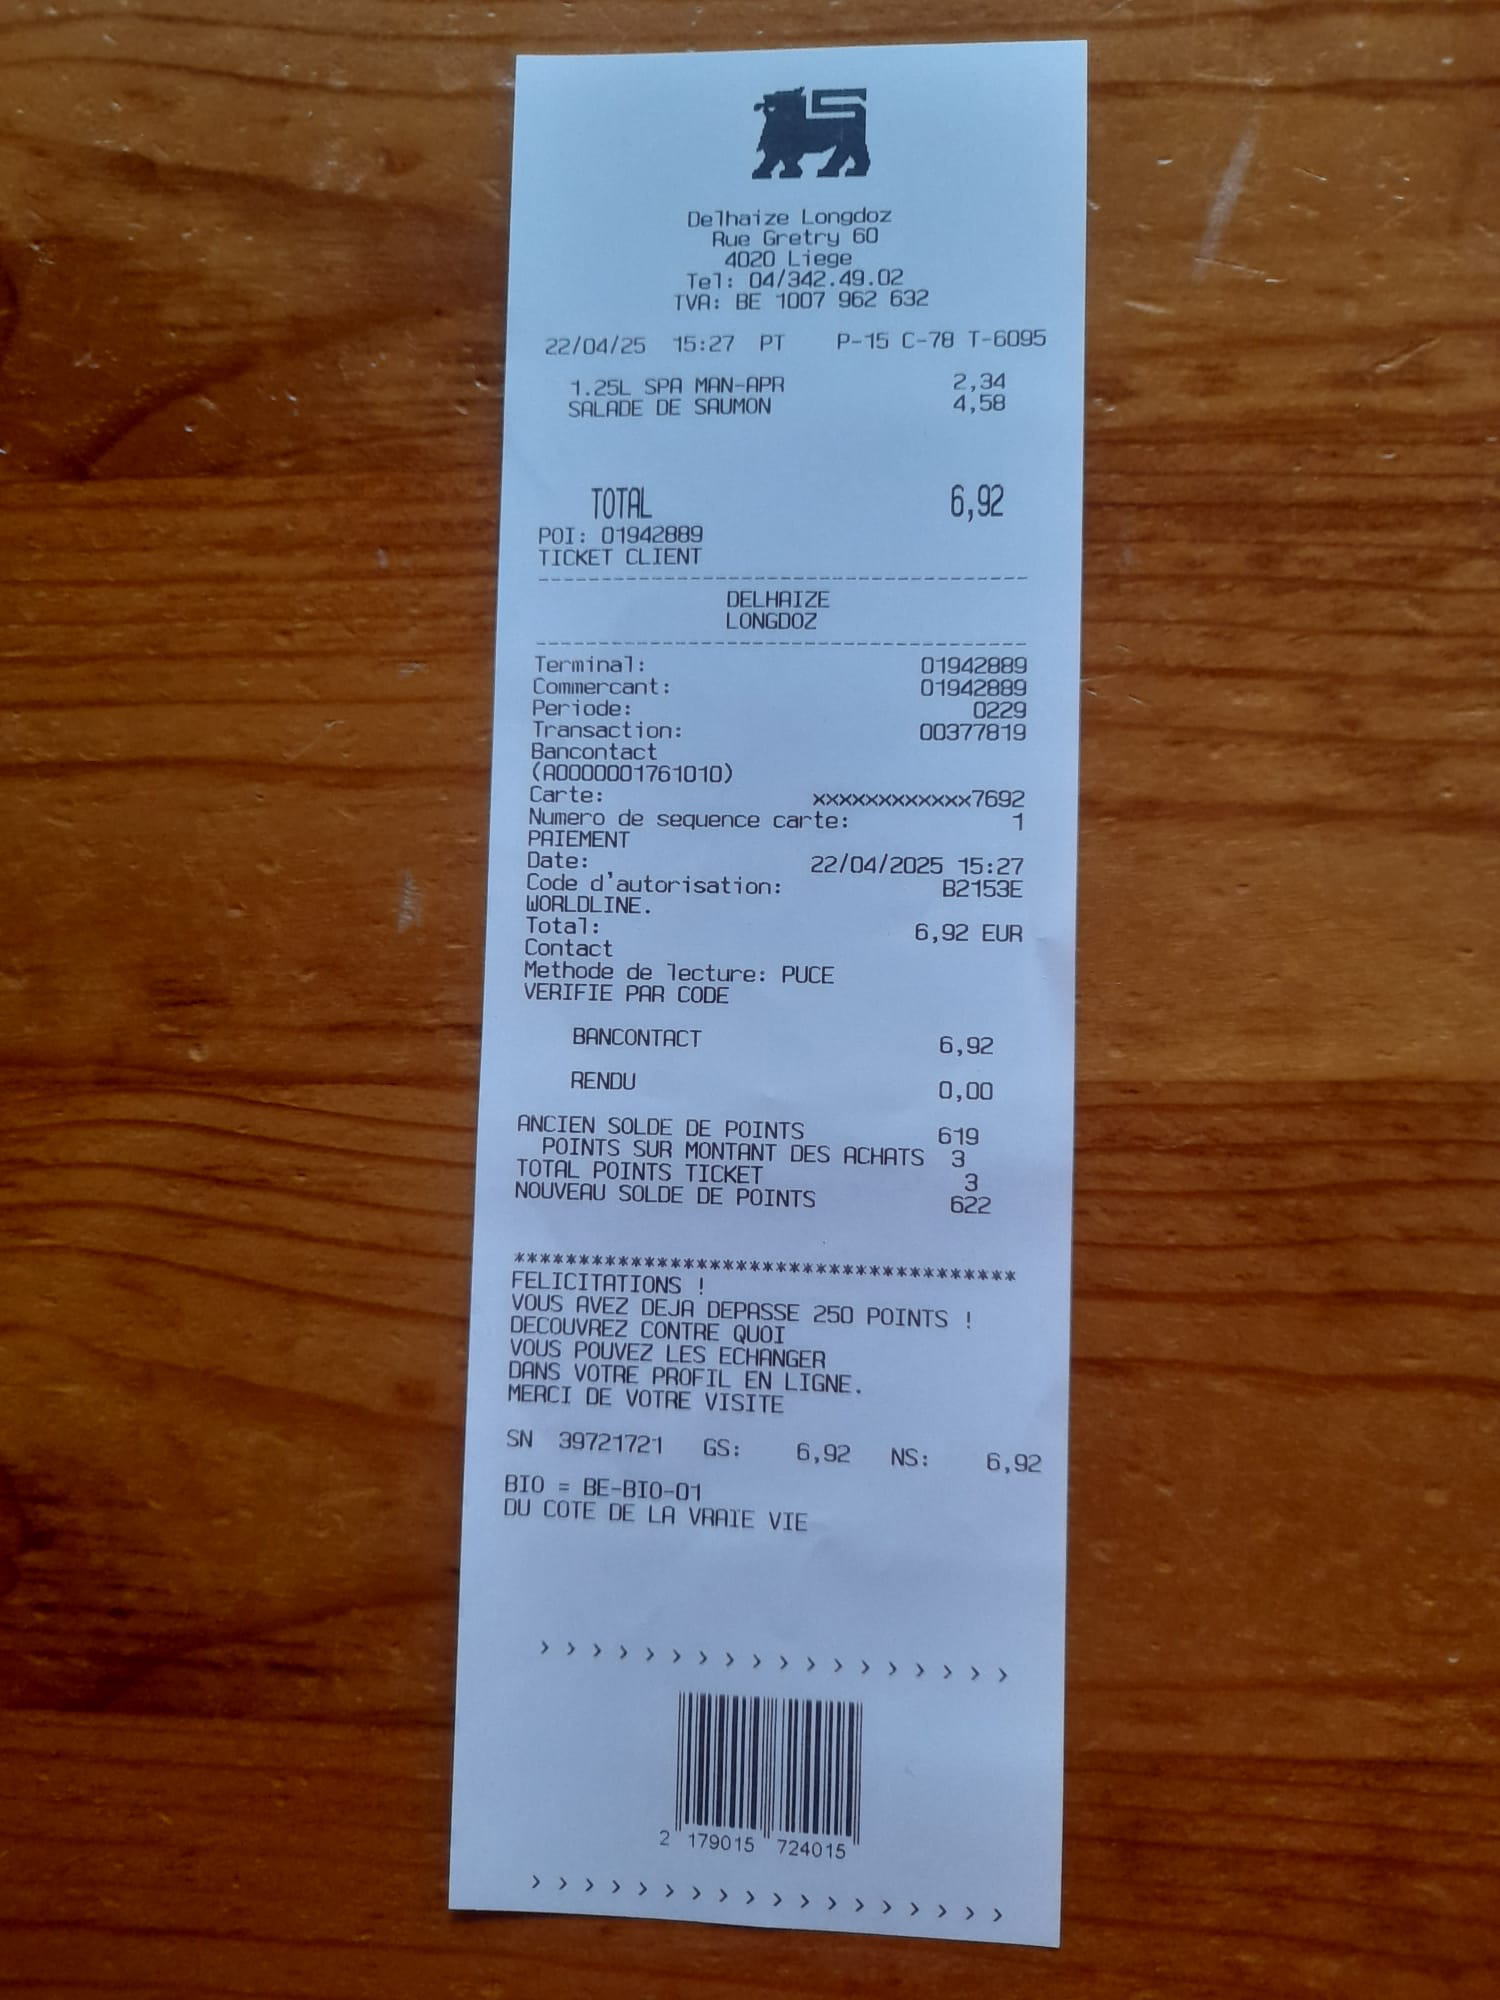 Delhaize Longdoz
Rue Gretry 60
4020 Liege
Tel: 04/342.49.02
TVA: BE 1007 962 632
22/04/25 15:27 PT P-15 C-78 T-6095
1.25L SPA MAN-APR 2,34
SALADE DE SAUMON 4,58
TOTAL 6,92
POI: 01942889
TICKET CLIENT
--------------------------------------
DELHAIZE
LONGDOZ
--------------------------------------
Terminal: 01942889
Commercant: 01942889
Periode: 0229
Transaction: 00377819
Bancontact
(A0000001761010)
Carte: xxxxxxxxxxxx7692
Numero de sequence carte: 1
PAIEMENT
Date: 22/04/2025 15:27
Code d'autorisation: B2153E
WORLDLINE.
Total: 6,92 EUR
Contact
Methode de lecture: PUCE
VERIFIE PAR CODE
BANCONTACT 6,92
RENDU 0,00
ANCIEN SOLDE DE POINTS 619
POINTS SUR MONTANT DES ACHATS 3
TOTAL POINTS TICKET 3
NOUVEAU SOLDE DE POINTS 622
**************************************
FELICITATIONS !
VOUS AVEZ DEJA DEPASSE 250 POINTS !
DECOUVREZ CONTRE QUOI
VOUS POUVEZ LES ECHANGER
DANS VOTRE PROFIL EN LIGNE.
MERCI DE VOTRE VISITE
SN 39721721 GS: 6,92 NS: 6,92
BIO = BE-BIO-01
DU COTE DE LA VRAIE VIE
› › › › › › › › › › › › › › › › › ›
2 179015 724015
› › › › › › › › › › › › › › › › › ›